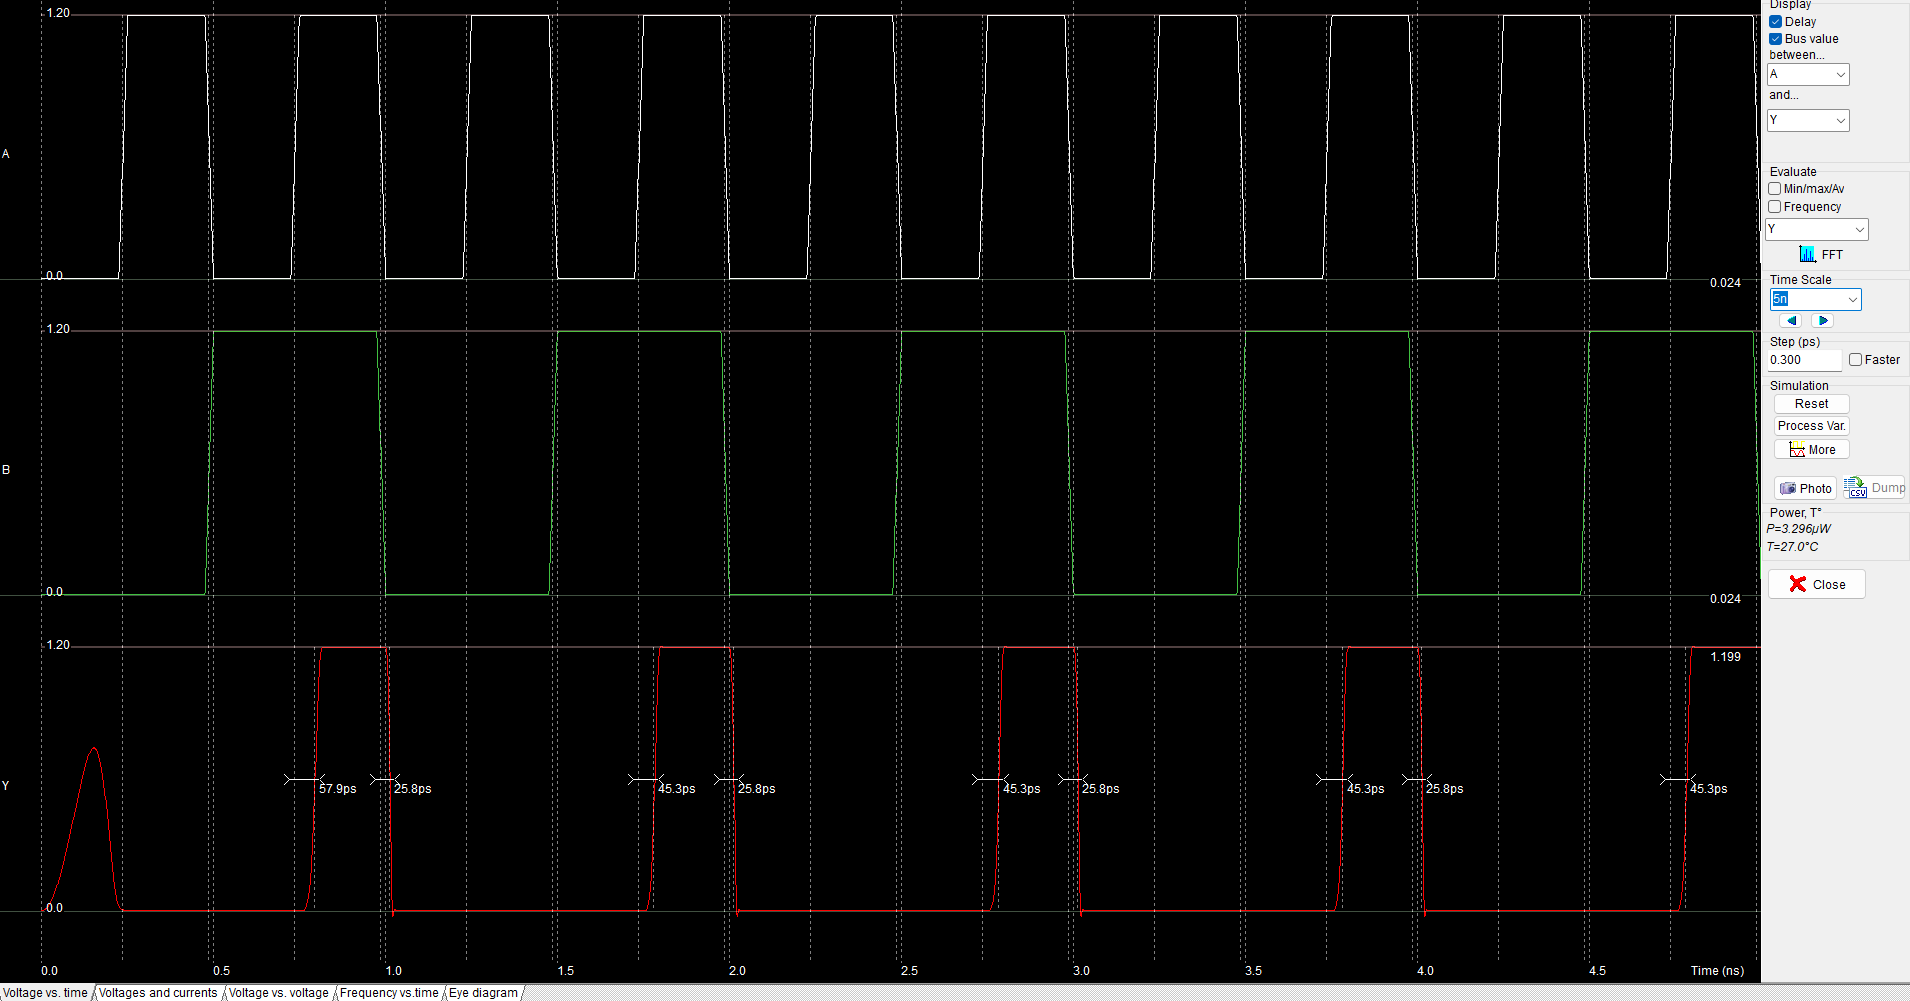 1.20
A
0.0
0.024
1.20
B
0.0
0.024
1.20
1.199
Y
57.9ps
25.8ps
45.3ps
25.8ps
45.3ps
25.8ps
45.3ps
25.8ps
45.3ps
0.0
0.0
0.5
1.0
1.5
2.0
2.5
3.0
3.5
4.0
4.5
Time (ns)
Voltage vs. time
Voltages and currents
Voltage vs. voltage
Frequency vs.time
Eye diagram
Display
Delay
Bus value
between...
A
and...
Y
Evaluate
Min/max/Av
Frequency
Y
FFT
Time Scale
5n
Step (ps)
0.300
Faster
Simulation
Reset
Process Var.
More
Photo
CSV
Dump
Power, T°
P=3.296µW
T=27.0°C
Close